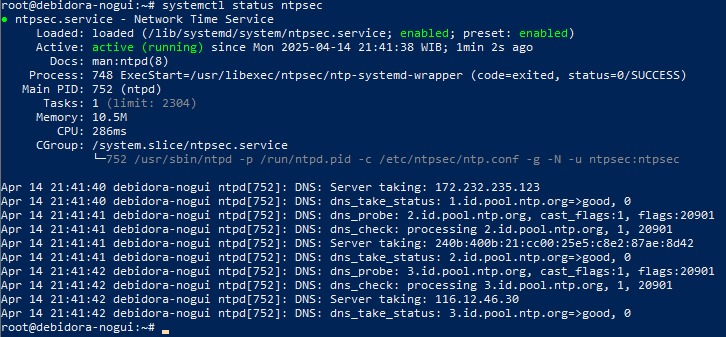 root@debidora-nogui:~# systemctl status ntpsec
● ntpsec.service - Network Time Service
Loaded: loaded (/lib/systemd/system/ntpsec.service; enabled; preset: enabled)
Active: active (running) since Mon 2025-04-14 21:41:38 WIB; 1min 2s ago
Docs: man:ntpd(8)
Process: 748 ExecStart=/usr/libexec/ntpsec/ntp-systemd-wrapper (code=exited, status=0/SUCCESS)
Main PID: 752 (ntpd)
Tasks: 1 (limit: 2304)
Memory: 10.5M
CPU: 286ms
CGroup: /system.slice/ntpsec.service
└─752 /usr/sbin/ntpd -p /run/ntpd.pid -c /etc/ntpsec/ntp.conf -g -N -u ntpsec:ntpsec
Apr 14 21:41:40 debidora-nogui ntpd[752]: DNS: Server taking: 172.232.235.123
Apr 14 21:41:40 debidora-nogui ntpd[752]: DNS: dns_take_status: 1.id.pool.ntp.org=>good, 0
Apr 14 21:41:41 debidora-nogui ntpd[752]: DNS: dns_probe: 2.id.pool.ntp.org, cast_flags:1, flags:20901
Apr 14 21:41:41 debidora-nogui ntpd[752]: DNS: dns_check: processing 2.id.pool.ntp.org, 1, 20901
Apr 14 21:41:41 debidora-nogui ntpd[752]: DNS: Server taking: 240b:400b:21:cc00:25e5:c8e2:87ae:8d42
Apr 14 21:41:41 debidora-nogui ntpd[752]: DNS: dns_take_status: 2.id.pool.ntp.org=>good, 0
Apr 14 21:41:42 debidora-nogui ntpd[752]: DNS: dns_probe: 3.id.pool.ntp.org, cast_flags:1, flags:20901
Apr 14 21:41:42 debidora-nogui ntpd[752]: DNS: dns_check: processing 3.id.pool.ntp.org, 1, 20901
Apr 14 21:41:42 debidora-nogui ntpd[752]: DNS: Server taking: 116.12.46.30
Apr 14 21:41:42 debidora-nogui ntpd[752]: DNS: dns_take_status: 3.id.pool.ntp.org=>good, 0
root@debidora-nogui:~#